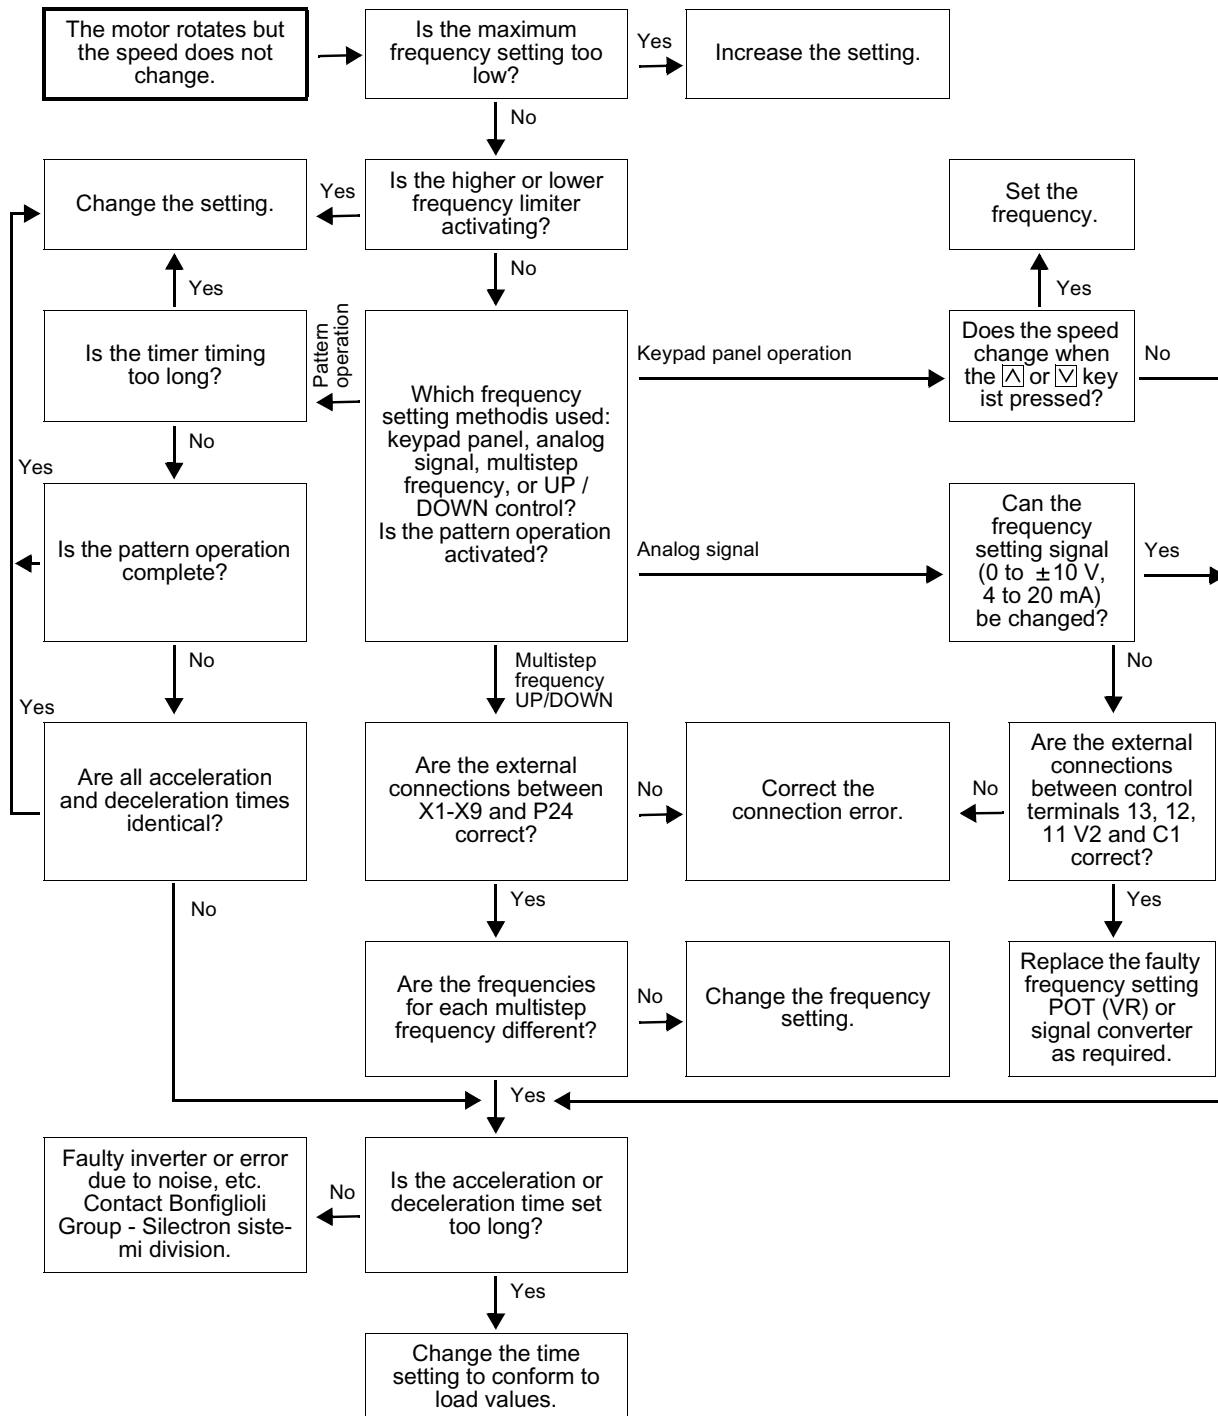 The motor rotates but
the speed does not
change.
Is the maximum
frequency setting too
low?
Yes
Increase the setting.
No
Change the setting.
Yes
Is the higher or lower
frequency limiter
activating?
Set the
frequency.
Yes
No
Yes
Is the timer timing
too long?
Pattern
operation
Which frequency
setting methodis used:
keypad panel, analog
signal, multistep
frequency, or UP /
DOWN control?
Is the pattern operation
activated?
Keypad panel operation
Does the speed
change when
the ⋀ or ⋁ key
ist pressed?
No
No
Yes
Is the pattern operation
complete?
Analog signal
Can the
frequency
setting signal
(0 to ±10 V,
4 to 20 mA)
be changed?
Yes
No
Multistep
frequency
UP/DOWN
No
Yes
Are all acceleration
and deceleration times
identical?
Are the external
connections between
X1-X9 and P24
correct?
No
Correct the
connection error.
No
Are the external
connections
between control
terminals 13, 12,
11 V2 and C1
correct?
No
Yes
Yes
Are the frequencies
for each multistep
frequency different?
No
Change the frequency
setting.
Replace the faulty
frequency setting
POT (VR) or
signal converter
as required.
Yes
Faulty inverter or error
due to noise, etc.
Contact Bonfiglioli
Group - Silectron siste-
mi division.
No
Is the acceleration or
deceleration time set
too long?
Yes
Change the time
setting to conform to
load values.